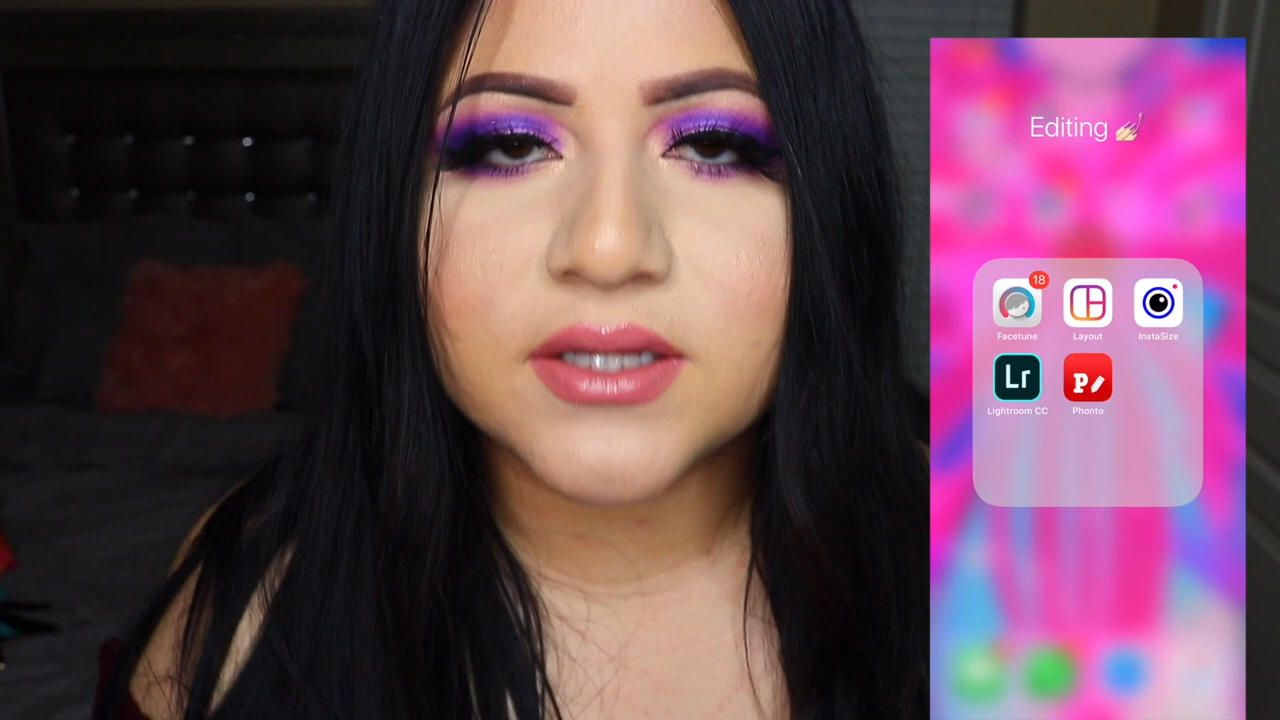 Editing
18
Facetune
Layout
InstaSize
Lr
Lightroom CC
P
Phonto